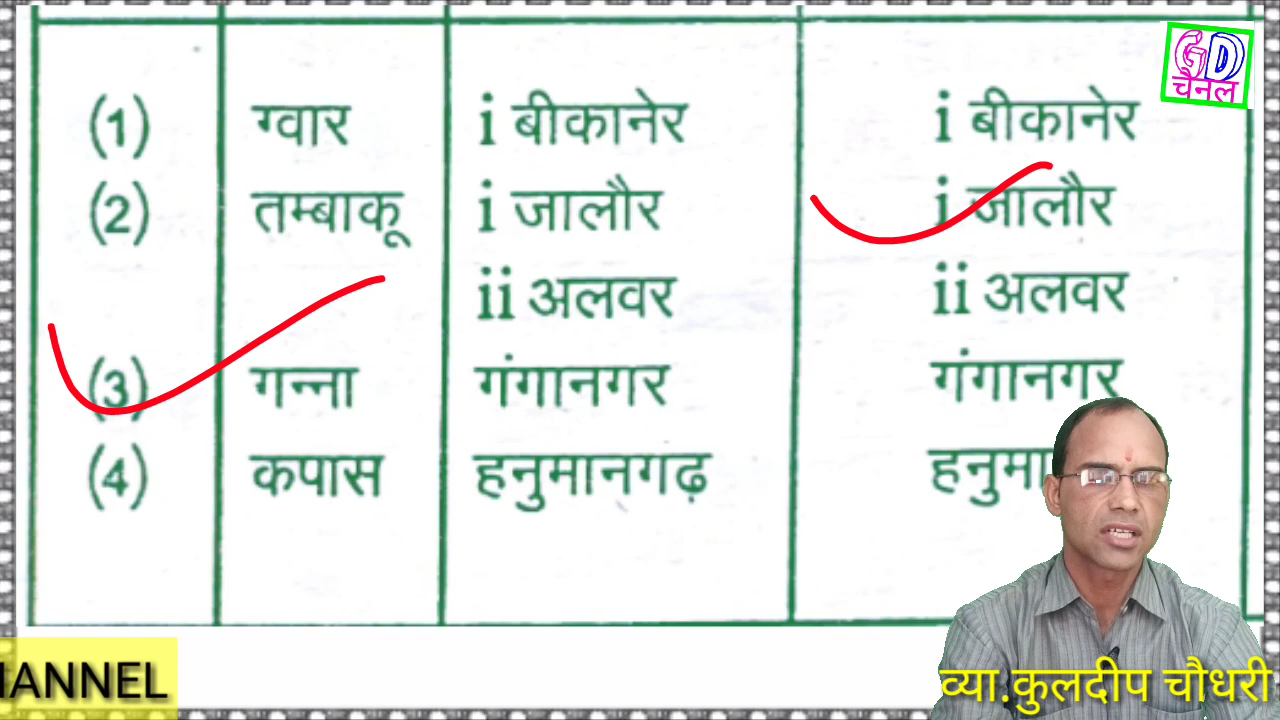 GD
चैनल
(1) ग्वार i बीकानेर i बीकानेर
(2) तम्बाकू i जालौर i जालौर
ii अलवर ii अलवर
(3) गन्ना गंगानगर गंगानगर
(4) कपास हनुमानगढ़ हनुमा
HANNEL
व्या.कुलदीप चौधरी